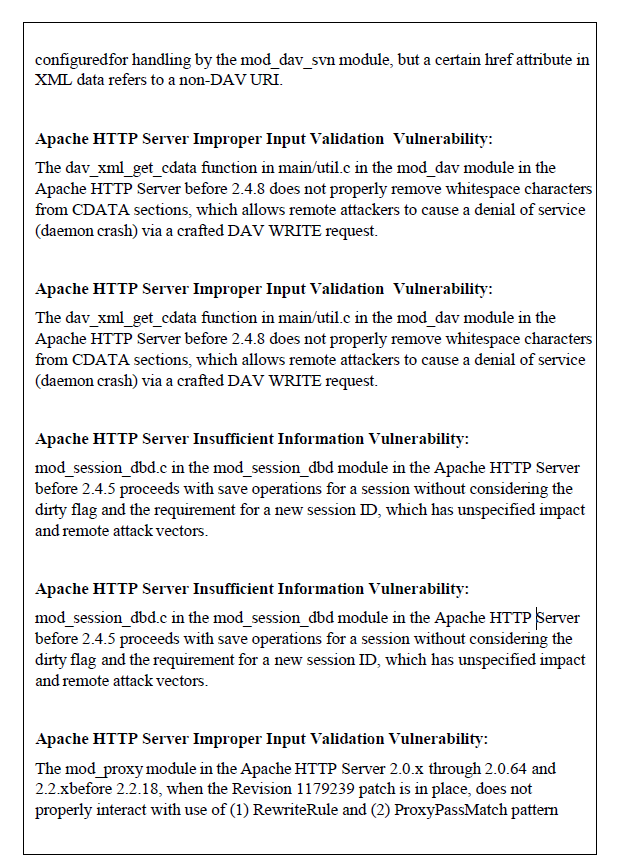 configuredfor handling by the mod_dav_svn module, but a certain href attribute in
XML data refers to a non-DAV URI.
Apache HTTP Server Improper Input Validation  Vulnerability:
The dav_xml_get_cdata function in main/util.c in the mod_dav module in the
Apache HTTP Server before 2.4.8 does not properly remove whitespace characters
from CDATA sections, which allows remote attackers to cause a denial of service
(daemon crash) via a crafted DAV WRITE request.
Apache HTTP Server Improper Input Validation  Vulnerability:
The dav_xml_get_cdata function in main/util.c in the mod_dav module in the
Apache HTTP Server before 2.4.8 does not properly remove whitespace characters
from CDATA sections, which allows remote attackers to cause a denial of service
(daemon crash) via a crafted DAV WRITE request.
Apache HTTP Server Insufficient Information Vulnerability:
mod_session_dbd.c in the mod_session_dbd module in the Apache HTTP Server
before 2.4.5 proceeds with save operations for a session without considering the
dirty flag and the requirement for a new session ID, which has unspecified impact
and remote attack vectors.
Apache HTTP Server Insufficient Information Vulnerability:
mod_session_dbd.c in the mod_session_dbd module in the Apache HTTP Server
before 2.4.5 proceeds with save operations for a session without considering the
dirty flag and the requirement for a new session ID, which has unspecified impact
and remote attack vectors.
Apache HTTP Server Improper Input Validation Vulnerability:
The mod_proxy module in the Apache HTTP Server 2.0.x through 2.0.64 and
2.2.xbefore 2.2.18, when the Revision 1179239 patch is in place, does not
properly interact with use of (1) RewriteRule and (2) ProxyPassMatch pattern